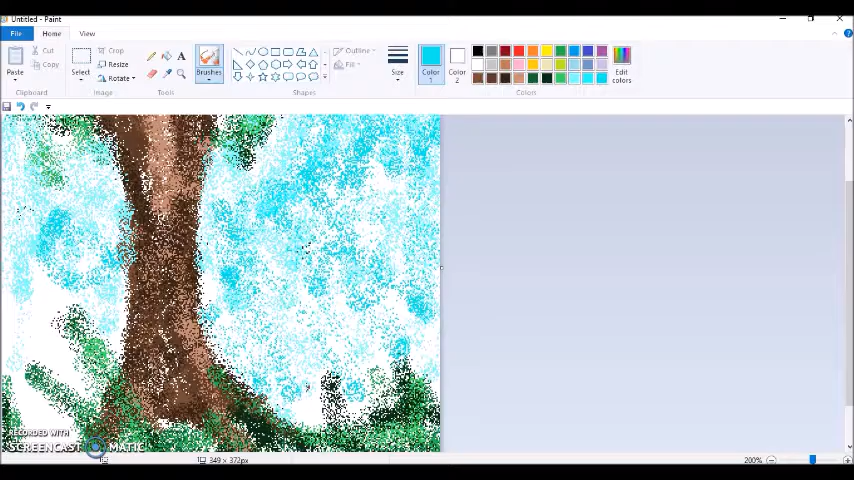 Untitled - Paint
File
Home
View
Paste
Cut
Copy
Clipboard
Select
Crop
Resize
Rotate
Image
A
Tools
Brushes
Shapes
Outline
Fill
Size
Color
1
Color
2
Colors
Edit
colors
RECORDED WITH
SCREENCAST MATIC
349 × 372px
200%